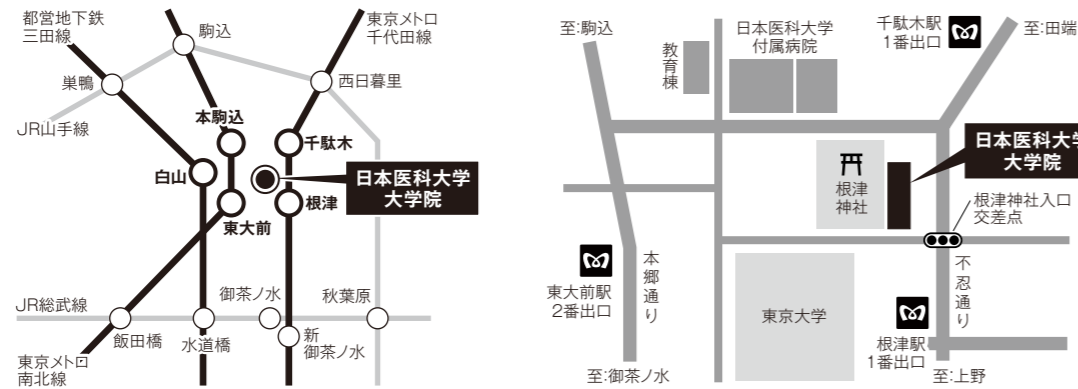 都営地下鉄
三田線
駒込
東京メトロ
千代田線
巣鴨
西日暮里
JR山手線
本駒込
千駄木
白山
日本医科大学
大学院
根津
東大前
JR総武線
御茶ノ水
秋葉原
飯田橋
水道橋
新
御茶ノ水
東京メトロ
南北線
至:駒込
教育棟
日本医科大学
付属病院
千駄木駅
1番出口
至:田端
根津
神社
日本医科大学
大学院
根津神社入口
交差点
本郷通り
東大前駅
2番出口
東京大学
不忍通り
根津駅
1番出口
至:御茶ノ水
至:上野